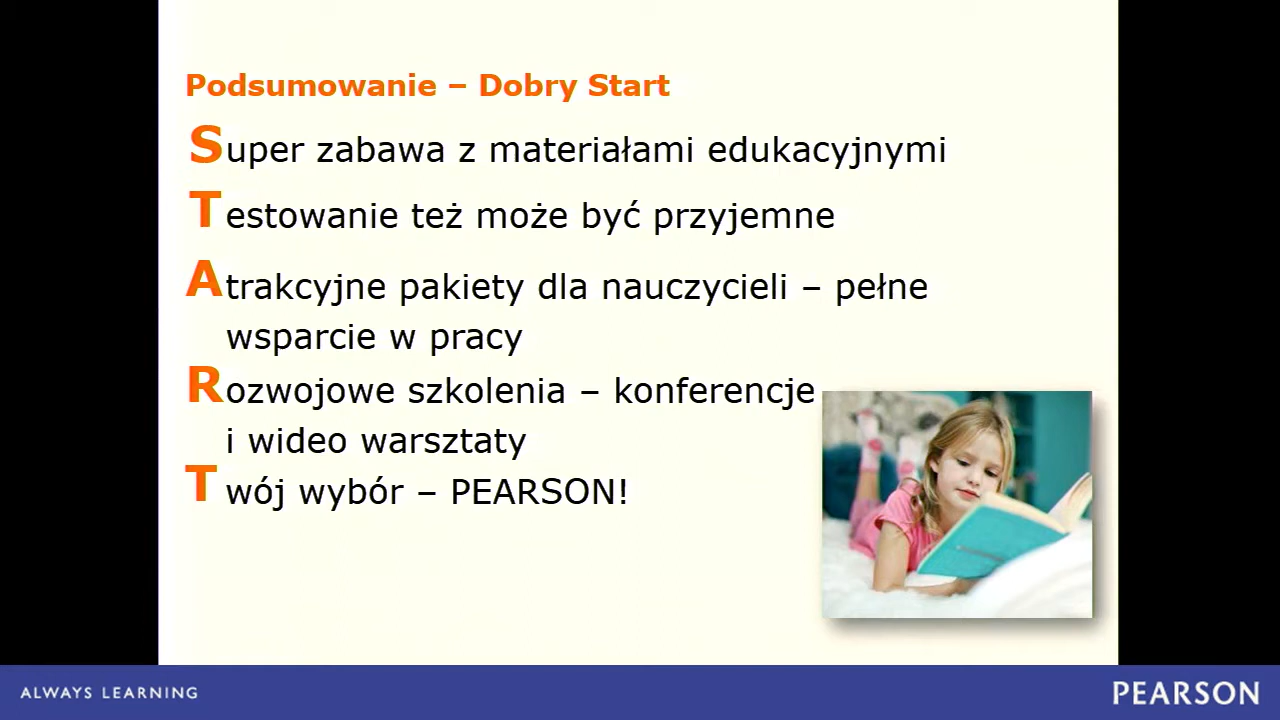 Podsumowanie – Dobry Start
Super zabawa z materiałami edukacyjnymi
Testowanie też może być przyjemne
Atrakcyjne pakiety dla nauczycieli – pełne
wsparcie w pracy
Rozwojowe szkolenia – konferencje
i wideo warsztaty
Twój wybór – PEARSON!
ALWAYS LEARNING
PEARSON